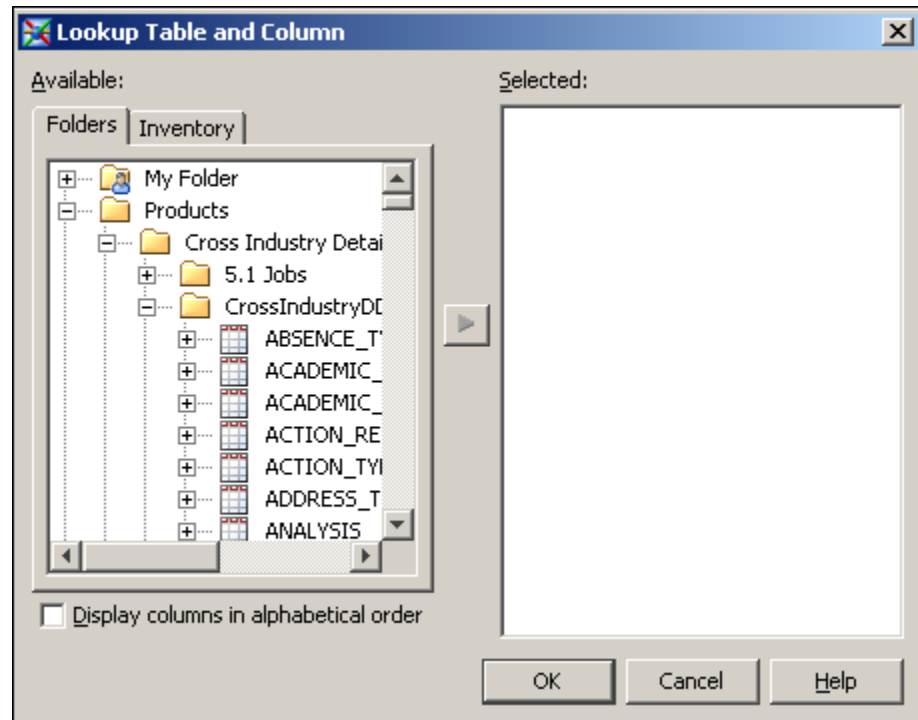 Lookup Table and Column
Available:
Selected:
Folders
Inventory
My Folder
Products
Cross Industry Detai
5.1 Jobs
CrossIndustryDD
ABSENCE_TY
ACADEMIC_
ACADEMIC_
ACTION_RE
ACTION_TYI
ADDRESS_T
ANALYSIS
Display columns in alphabetical order
OK
Cancel
Help